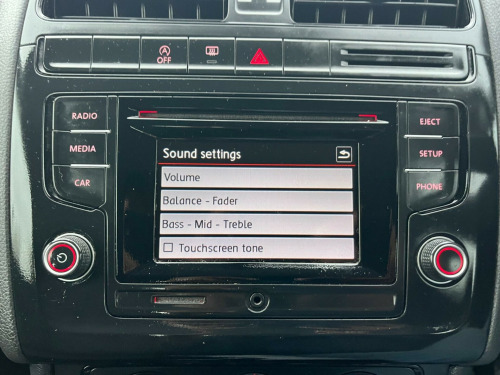 OFF
RADIO
MEDIA
CAR
EJECT
SETUP
PHONE
Sound settings
Volume
Balance - Fader
Bass - Mid - Treble
Touchscreen tone